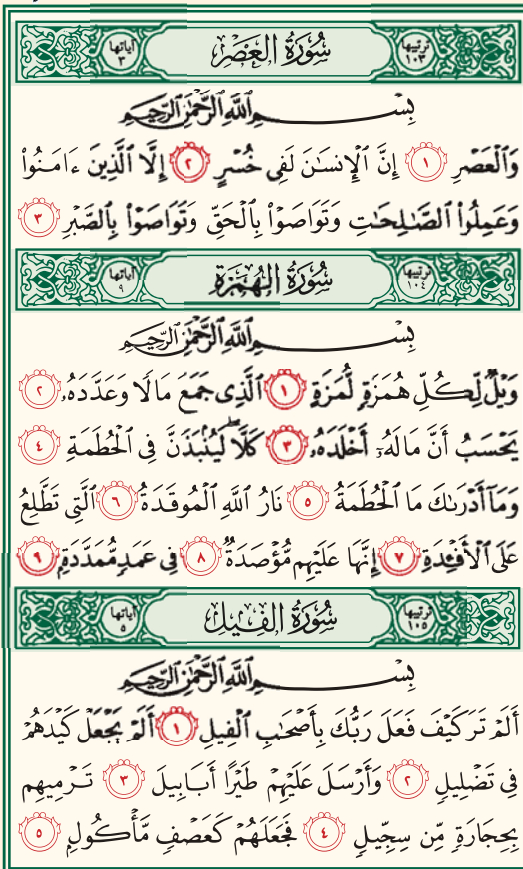 ترتيبها ١٠٣ سُورَةُ العَصْرِ آياتها ٣
بِسْمِ ٱللَّهِ ٱلرَّحْمَٰنِ ٱلرَّحِيمِ
وَٱلْعَصْرِ ١ إِنَّ ٱلْإِنسَٰنَ لَفِى خُسْرٍ ٢ إِلَّا ٱلَّذِينَ ءَامَنُوا۟
وَعَمِلُوا۟ ٱلصَّٰلِحَٰتِ وَتَوَاصَوْا۟ بِٱلْحَقِّ وَتَوَاصَوْا۟ بِٱلصَّبْرِ ٣
ترتيبها ١٠٤ سُورَةُ الهُمَزَةِ آياتها ٩
بِسْمِ ٱللَّهِ ٱلرَّحْمَٰنِ ٱلرَّحِيمِ
وَيْلٌ لِّكُلِّ هُمَزَةٍ لُّمَزَةٍ ١ ٱلَّذِى جَمَعَ مَالًا وَعَدَّدَهُۥ ٢
يَحْسَبُ أَنَّ مَالَهُۥٓ أَخْلَدَهُۥ ٣ كَلَّا ۖ لَيُنۢبَذَنَّ فِى ٱلْحُطَمَةِ ٤
وَمَآ أَدْرَىٰكَ مَا ٱلْحُطَمَةُ ٥ نَارُ ٱللَّهِ ٱلْمُوقَدَةُ ٦ ٱلَّتِى تَطَّلِعُ
عَلَى ٱلْأَفْـِٔدَةِ ٧ إِنَّهَا عَلَيْهِم مُّؤْصَدَةٌ ٨ فِى عَمَدٍ مُّمَدَّدَةٍۭ ٩
ترتيبها ١٠٥ سُورَةُ الفِيلِ آياتها ٥
بِسْمِ ٱللَّهِ ٱلرَّحْمَٰنِ ٱلرَّحِيمِ
أَلَمْ تَرَ كَيْفَ فَعَلَ رَبُّكَ بِأَصْحَٰبِ ٱلْفِيلِ ١ أَلَمْ يَجْعَلْ كَيْدَهُمْ
فِى تَضْلِيلٍ ٢ وَأَرْسَلَ عَلَيْهِمْ طَيْرًا أَبَابِيلَ ٣ تَرْمِيهِم
بِحِجَارَةٍ مِّن سِجِّيلٍ ٤ فَجَعَلَهُمْ كَعَصْفٍ مَّأْكُولٍۭ ٥